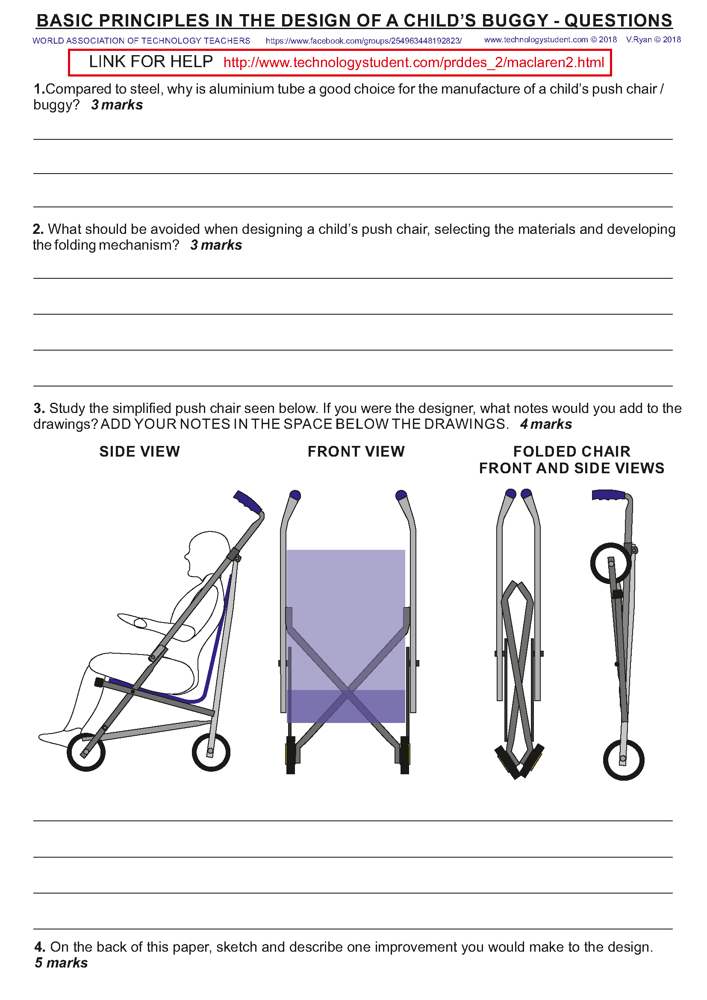 BASIC PRINCIPLES IN THE DESIGN OF A CHILD’S BUGGY - QUESTIONS
WORLD ASSOCIATION OF TECHNOLOGY TEACHERS https://www.facebook.com/groups/254963448192823/ www.technologystudent.com © 2018 V.Ryan © 2018
LINK FOR HELP http://www.technologystudent.com/prddes_2/maclaren2.html
1.Compared to steel, why is aluminium tube a good choice for the manufacture of a child’s push chair /
buggy? 3 marks
2. What should be avoided when designing a child’s push chair, selecting the materials and developing
the folding mechanism? 3 marks
3. Study the simplified push chair seen below. If you were the designer, what notes would you add to the
drawings? ADD YOUR NOTES IN THE SPACE BELOW THE DRAWINGS. 4 marks
SIDE VIEW FRONT VIEW FOLDED CHAIR
FRONT AND SIDE VIEWS
4. On the back of this paper, sketch and describe one improvement you would make to the design.
5 marks